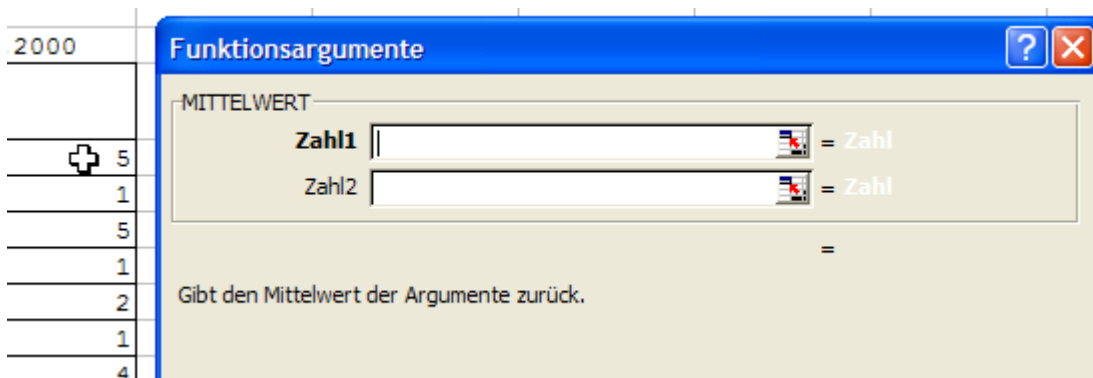 2000
Funktionsargumente
MITTELWERT
Zahl1 = Zahl
5
Zahl2 = Zahl
1
5
=
1
Gibt den Mittelwert der Argumente zurück.
2
1
4